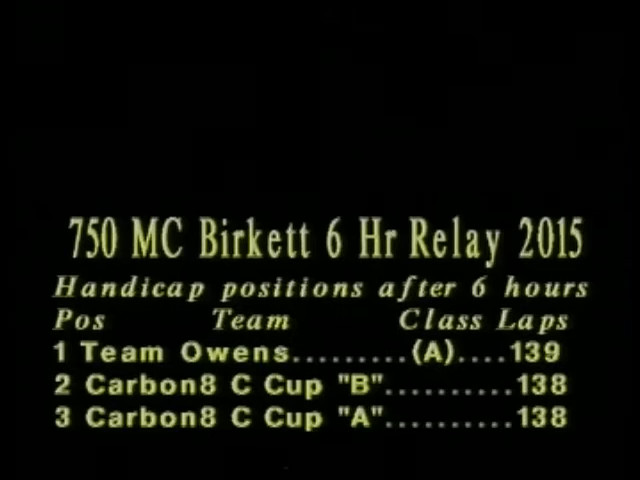 750 MC Birkett 6 Hr Relay 2015
Handicap positions after 6 hours
Pos Team Class Laps
1 Team Owens.........(A)....139
2 Carbon8 C Cup "B"..........138
3 Carbon8 C Cup "A"..........138